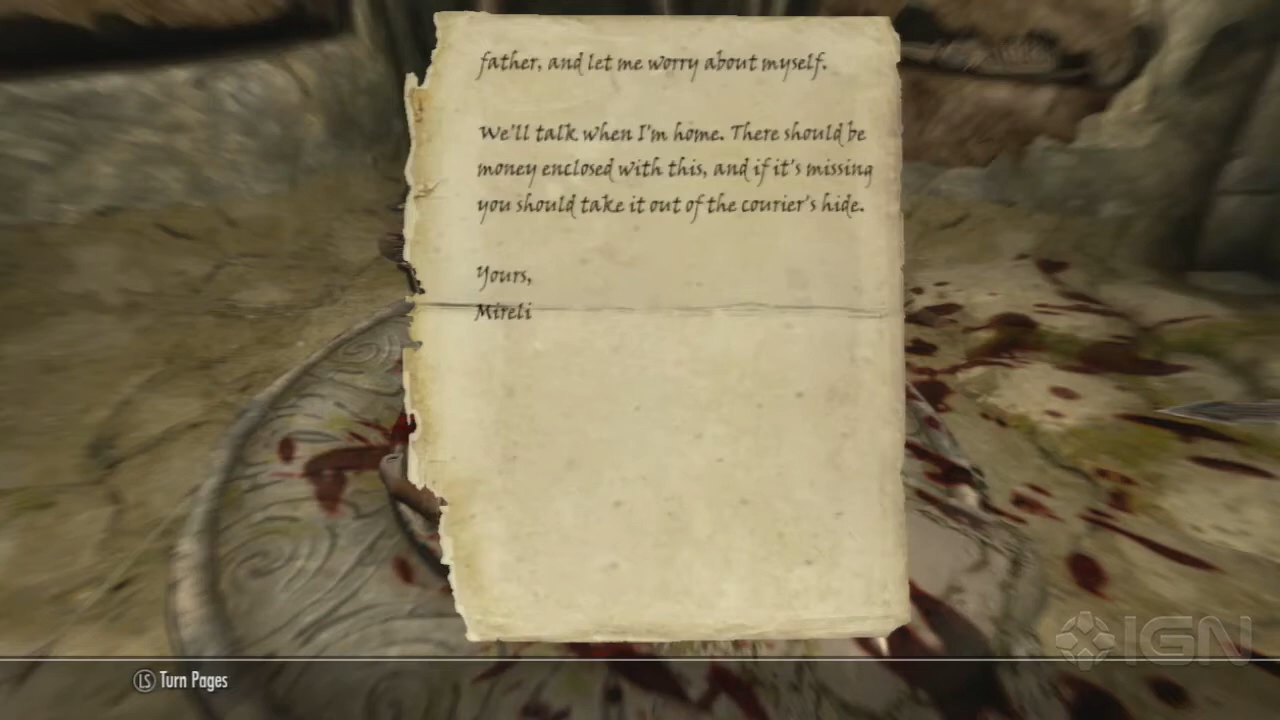 father, and let me worry about myself.
We'll talk when I'm home. There should be
money enclosed with this, and if it's missing
you should take it out of the courier's hide.
Yours,
Mireli
IGN
LS Turn Pages